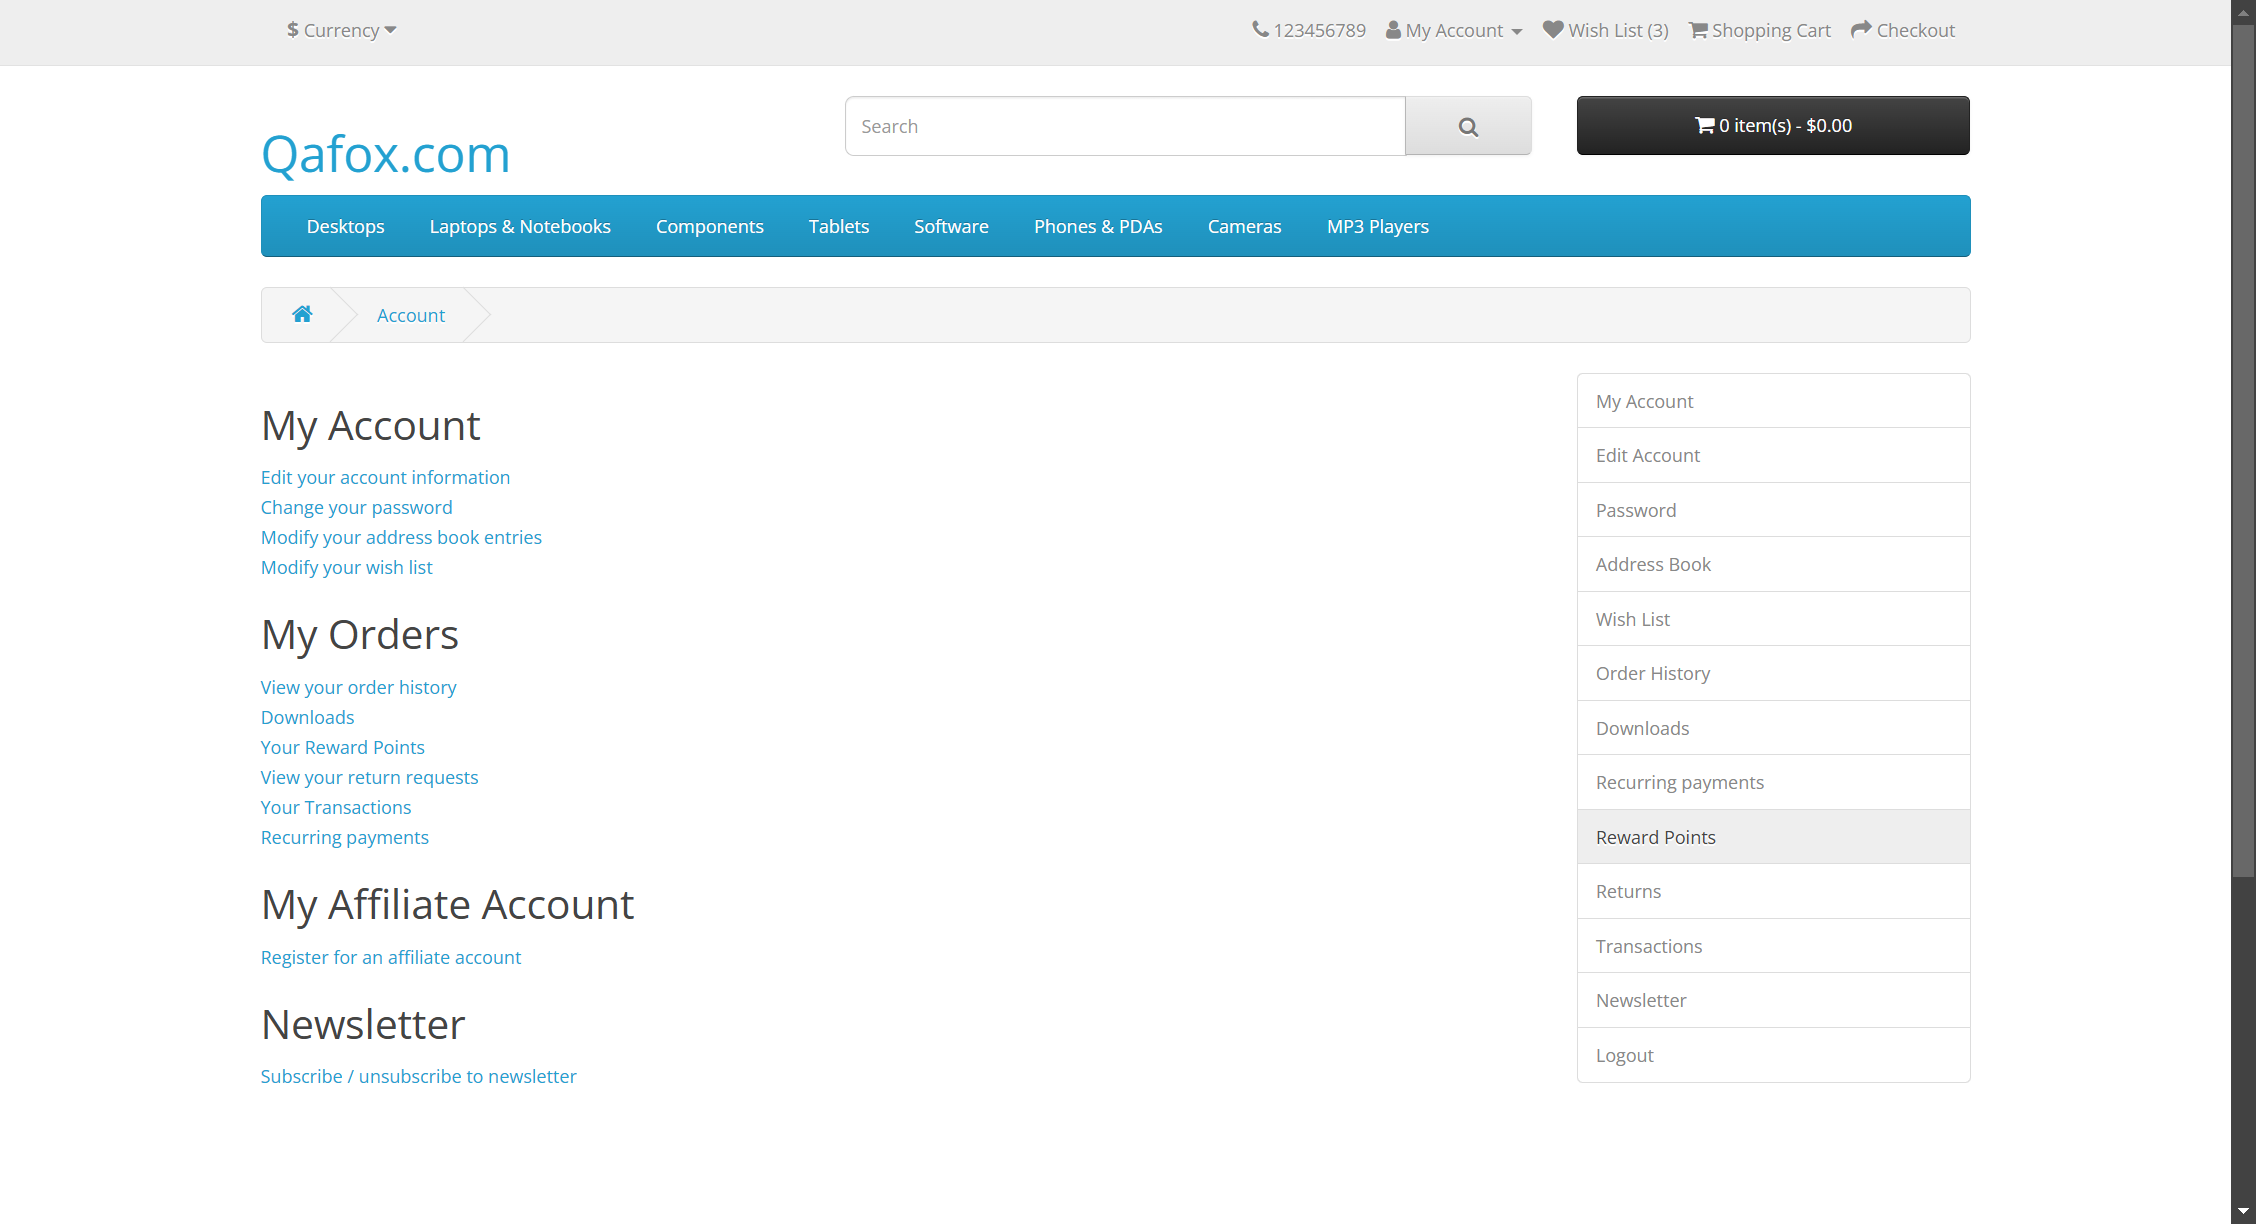 $ Currency
123456789 My Account Wish List (3) Shopping Cart Checkout
Qafox.com
Search
0 item(s) - $0.00
Desktops Laptops & Notebooks Components Tablets Software Phones & PDAs Cameras MP3 Players
Account
My Account
Edit your account information
Change your password
Modify your address book entries
Modify your wish list
My Orders
View your order history
Downloads
Your Reward Points
View your return requests
Your Transactions
Recurring payments
My Affiliate Account
Register for an affiliate account
Newsletter
Subscribe / unsubscribe to newsletter
My Account
Edit Account
Password
Address Book
Wish List
Order History
Downloads
Recurring payments
Reward Points
Returns
Transactions
Newsletter
Logout